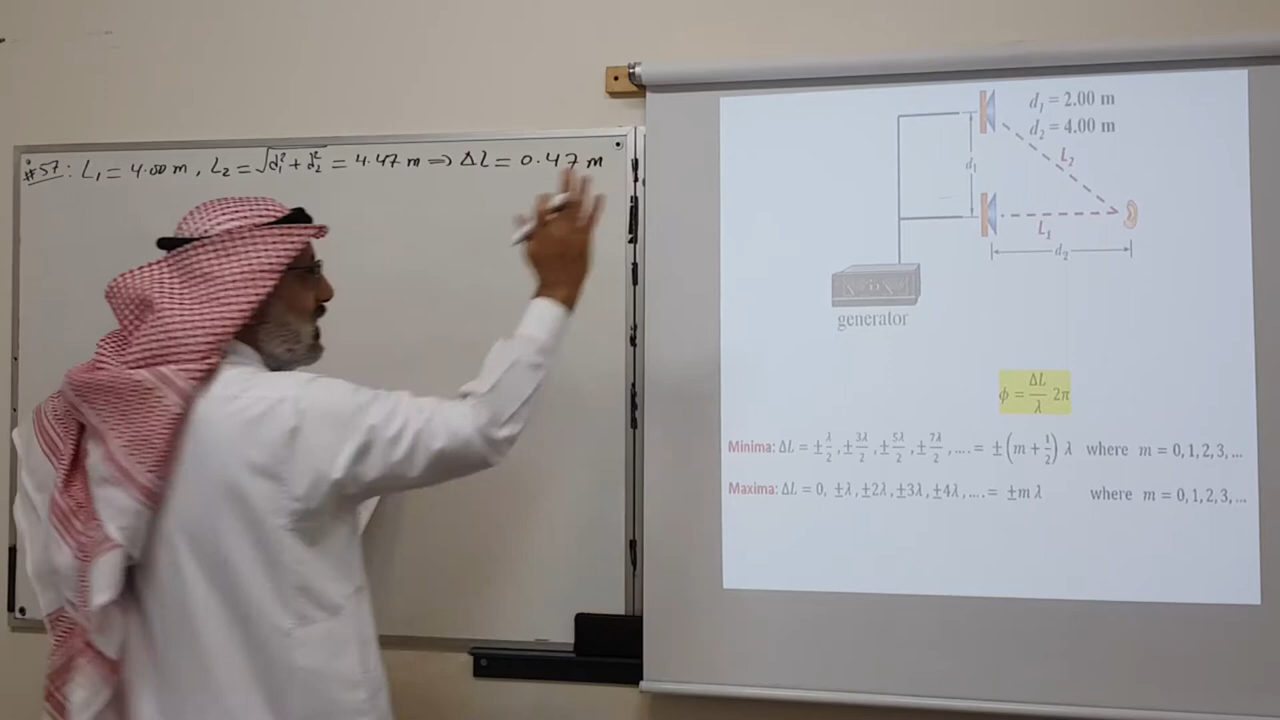 #57: L₁ = 4.00 m, L₂ = √(d₁² + d₂²) = 4.47 m ⇒ Δl = 0.47 m
d₁ = 2.00 m
d₂ = 4.00 m
d₁
L₂
L₁
d₂
generator
ϕ = ΔL/λ 2π
Minima: ΔL = ±λ/2, ±3λ/2, ±5λ/2, ±7λ/2, .... = ±(m + 1/2) λ where m = 0, 1, 2, 3, ...
Maxima: ΔL = 0, ±λ, ±2λ, ±3λ, ±4λ, .... = ±m λ where m = 0, 1, 2, 3, ...